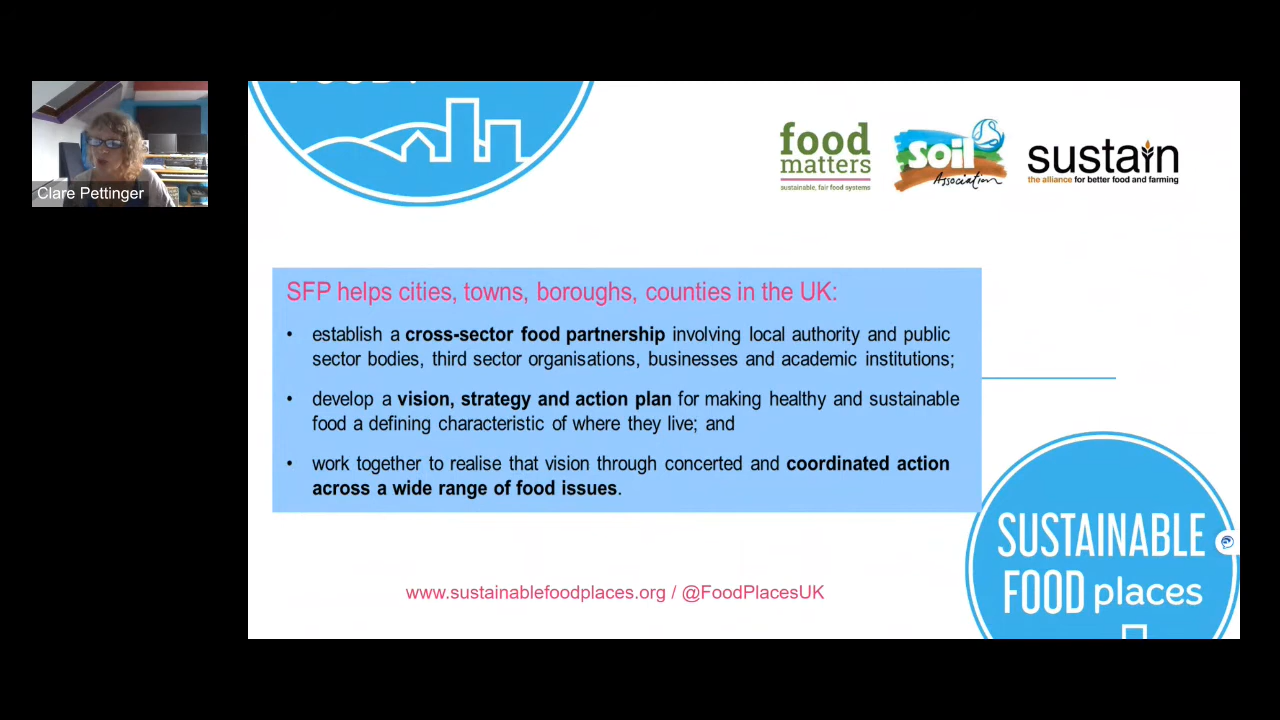 Clare Pettinger
food
matters
sustainable, fair food systems
soil
Association
sustain
the alliance for better food and farming
SFP helps cities, towns, boroughs, counties in the UK:
• establish a cross-sector food partnership involving local authority and public
sector bodies, third sector organisations, businesses and academic institutions;
• develop a vision, strategy and action plan for making healthy and sustainable
food a defining characteristic of where they live; and
• work together to realise that vision through concerted and coordinated action
across a wide range of food issues.
SUSTAINABLE
FOOD places
www.sustainablefoodplaces.org / @FoodPlacesUK